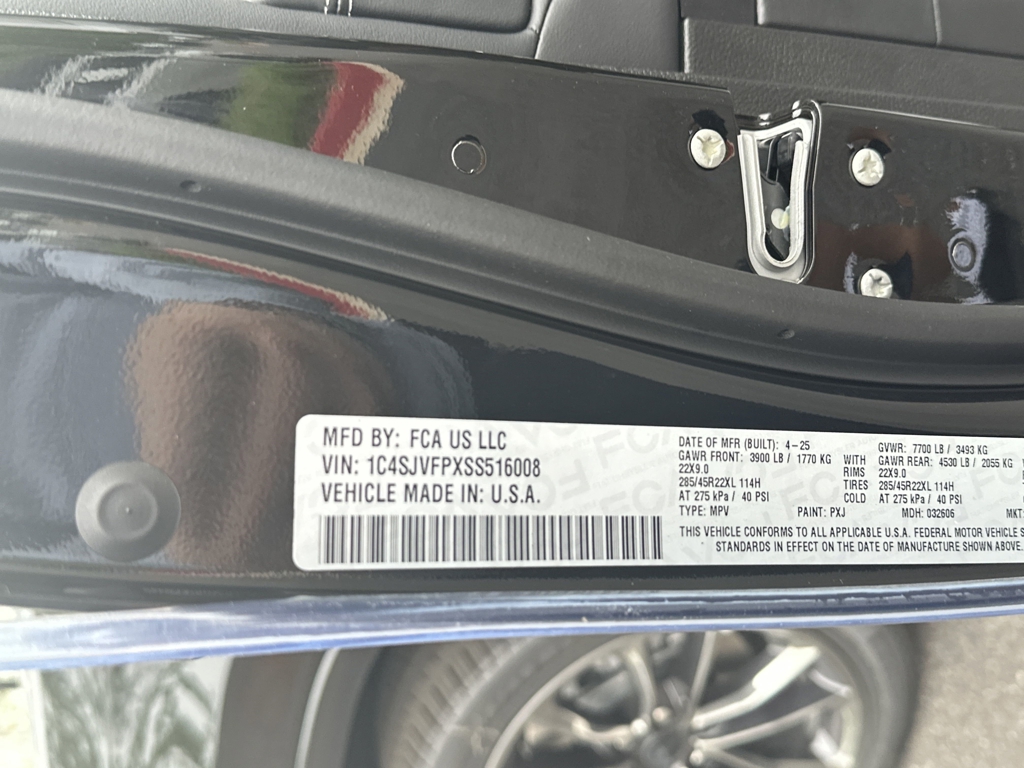 MFD BY: FCA US LLC
VIN: 1C4SJVFPXSS516008
VEHICLE MADE IN: U.S.A.
DATE OF MFR (BUILT): 4-25 GVWR: 7700 LB / 3493 KG
GAWR FRONT: 3900 LB / 1770 KG WITH GAWR REAR: 4530 LB / 2055 KG
22X9.0 RIMS 22X9.0
285/45R22XL 114H TIRES 285/45R22XL 114H
AT 275 kPa / 40 PSI COLD AT 275 kPa / 40 PSI
TYPE: MPV PAINT: PXJ MDH: 032606 MKT:
THIS VEHICLE CONFORMS TO ALL APPLICABLE U.S.A. FEDERAL MOTOR VEHICLE
STANDARDS IN EFFECT ON THE DATE OF MANUFACTURE SHOWN ABOVE.